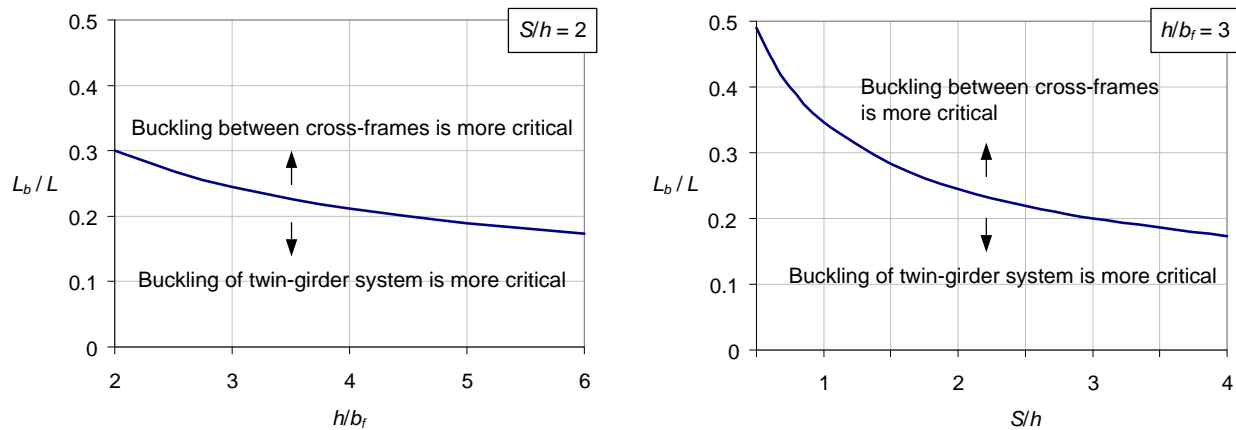 0.5
0.4
0.3
0.2
0.1
0
L_b / L
2
3
4
5
6
h/b_f
S/h = 2
Buckling between cross-frames is more critical
Buckling of twin-girder system is more critical
0.5
0.4
0.3
0.2
0.1
0
L_b / L
1
2
3
4
S/h
h/b_f = 3
Buckling between cross-frames
is more critical
Buckling of twin-girder system is more critical